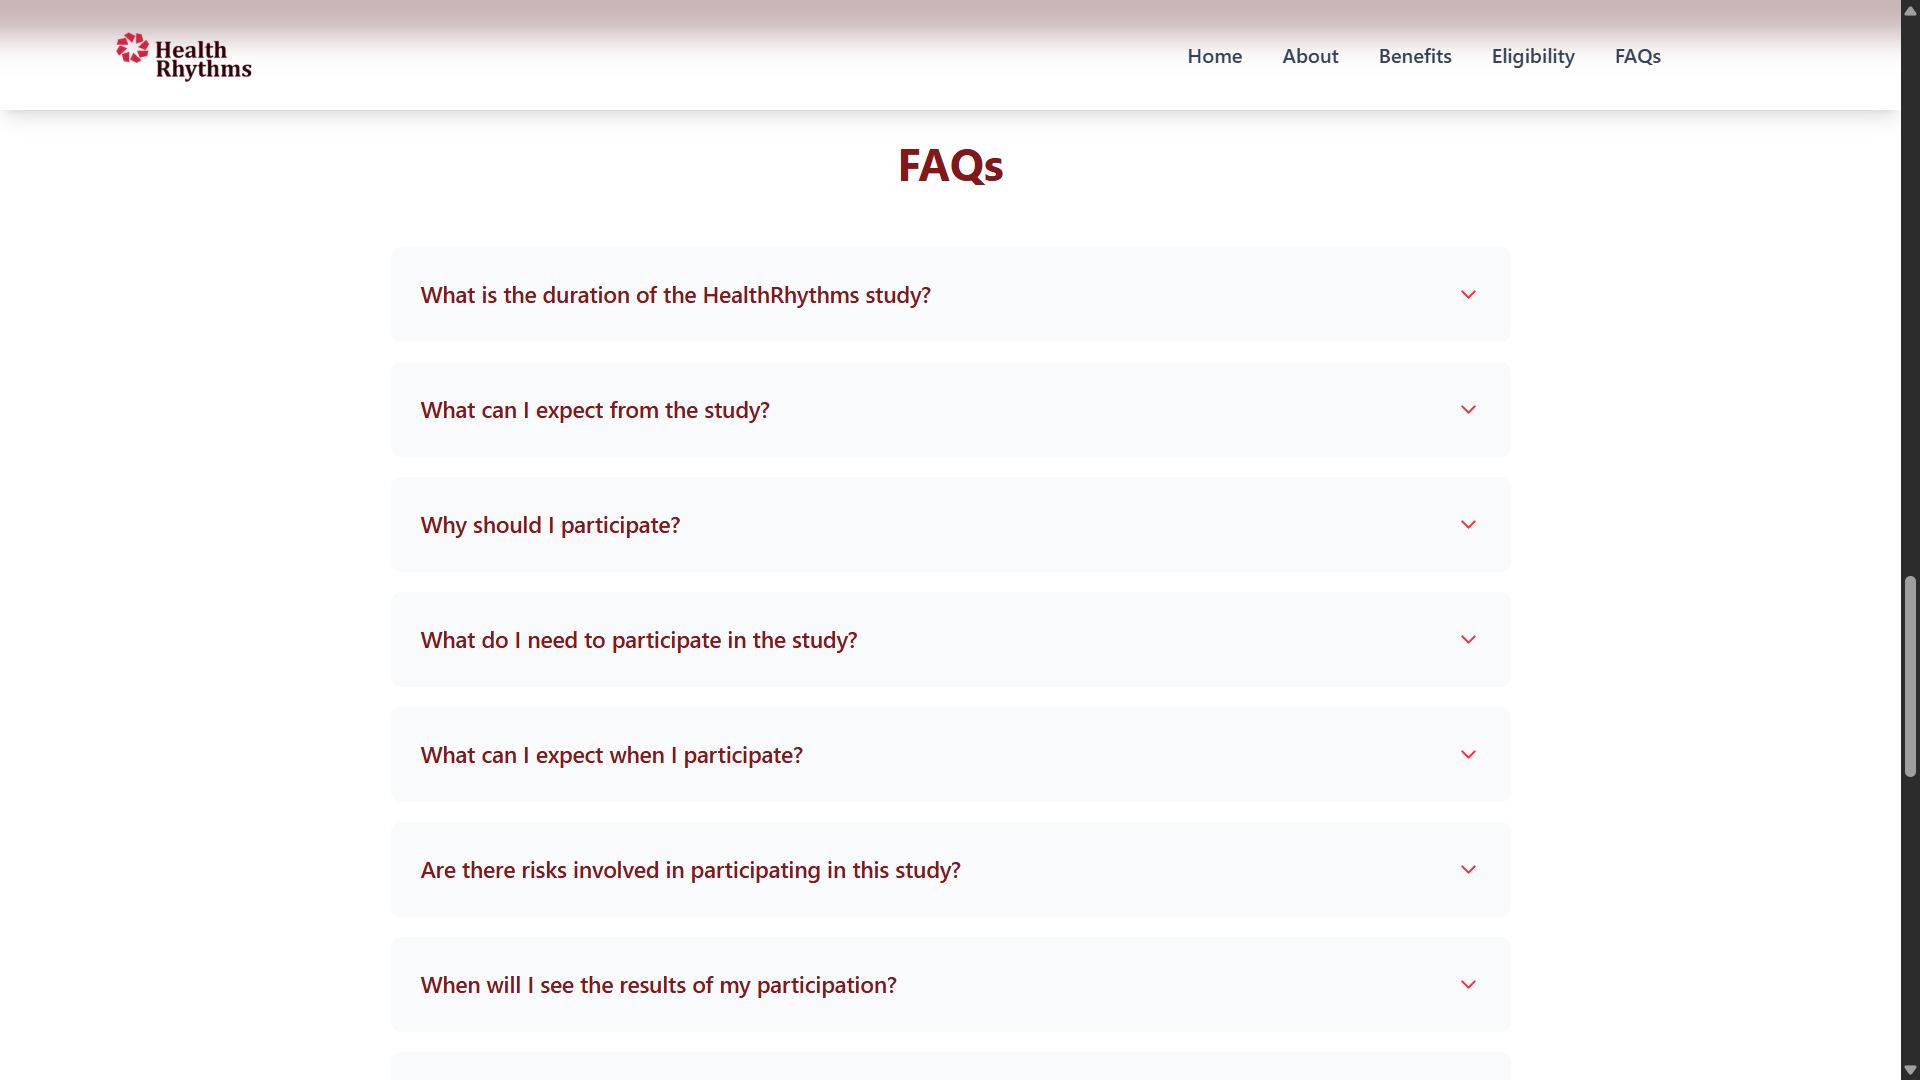 Health
Rhythms
Home
About
Benefits
Eligibility
FAQs
FAQs
What is the duration of the HealthRhythms study?
What can I expect from the study?
Why should I participate?
What do I need to participate in the study?
What can I expect when I participate?
Are there risks involved in participating in this study?
When will I see the results of my participation?